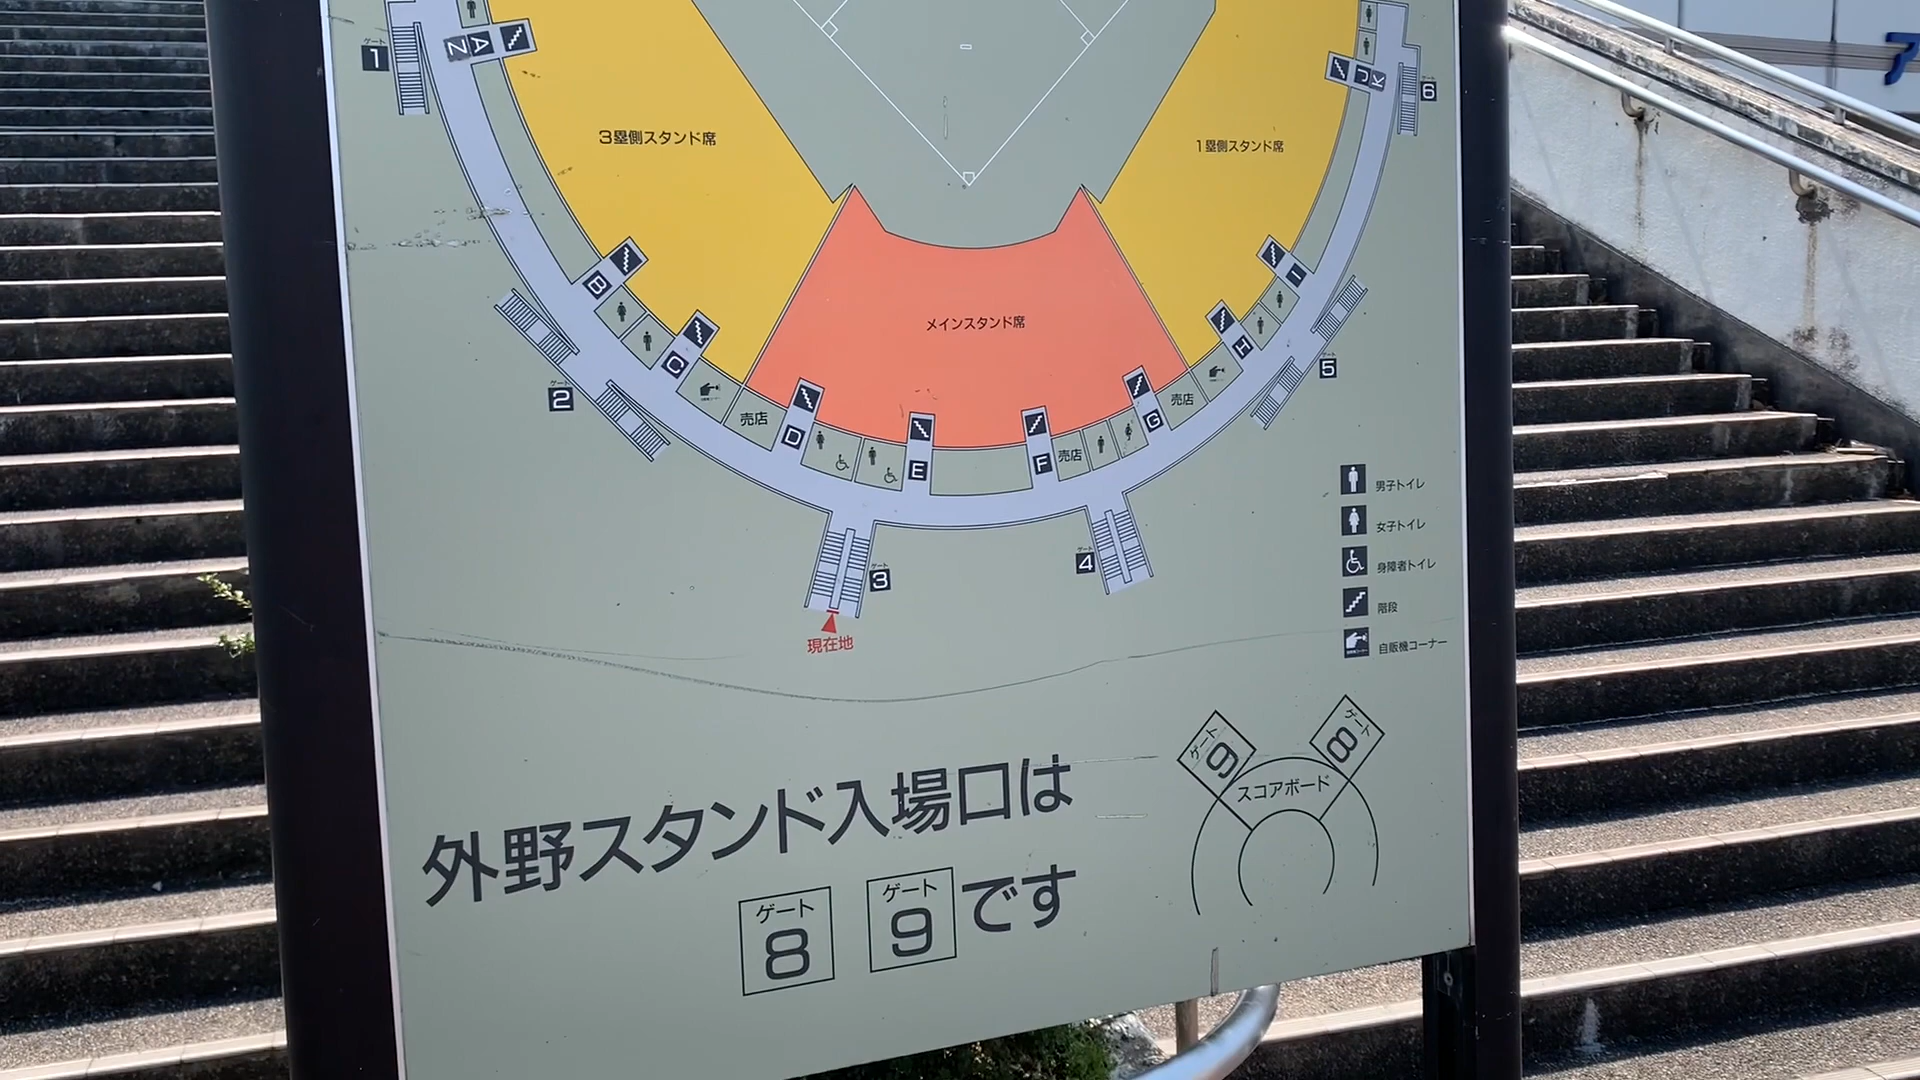 ゲート
1
Z A
3塁側スタンド席
1塁側スタンド席
J K
ゲート
6
B
I
メインスタンド席
C
H
ゲート
2
ゲート
5
売店
D
E
F
売店
G
売店
ゲート
3
ゲート
4
現在地
男子トイレ
女子トイレ
身障者トイレ
階段
自販機コーナー
外野スタンド入場口は
ゲート
8
ゲート
9
です
ゲート
9
ゲート
8
スコアボード
ア